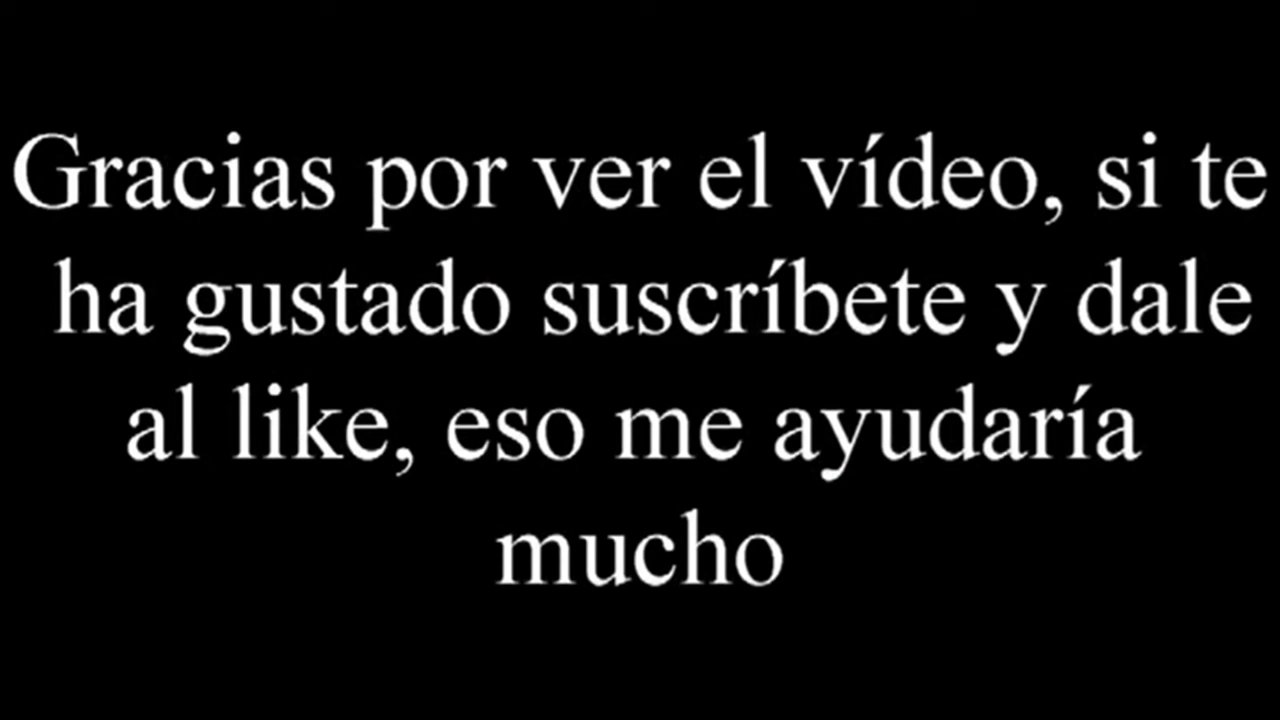 Gracias por ver el vídeo, si te
ha gustado suscríbete y dale
al like, eso me ayudaría
mucho